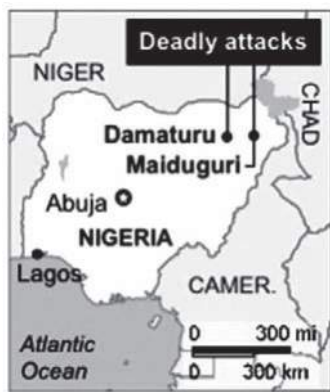 Deadly attacks
NIGER
CHAD
Damaturu
Maiduguri
Abuja
NIGERIA
Lagos
CAMER.
Atlantic
Ocean
0 300 mi
0 300 km